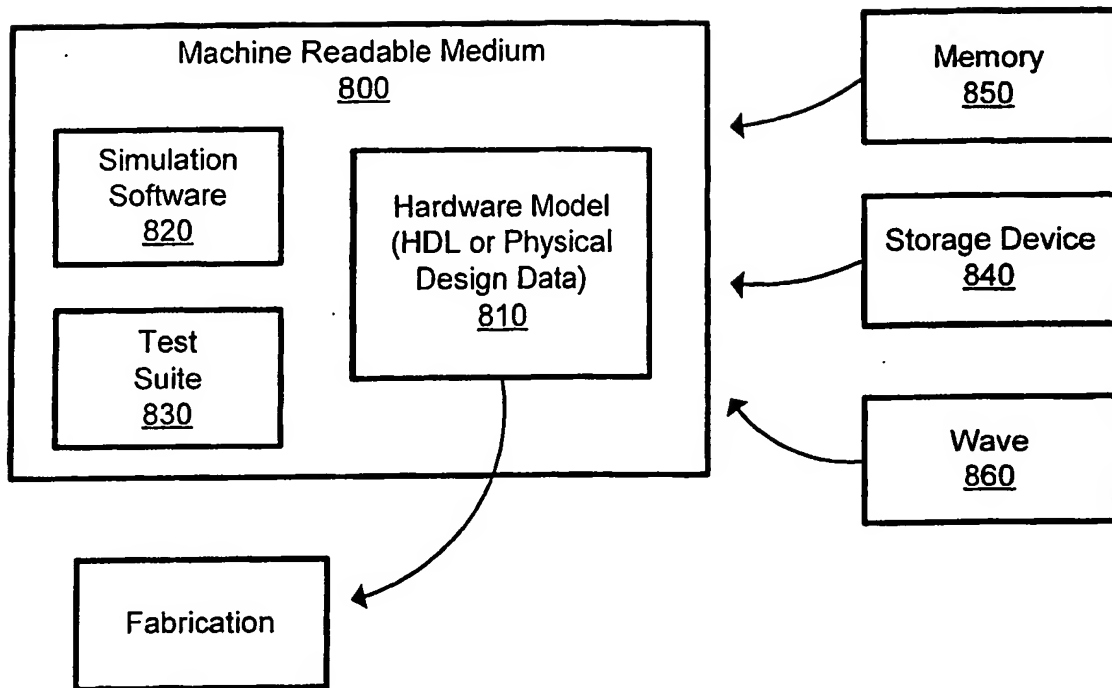 Machine Readable Medium
800
Simulation
Software
820
Test
Suite
830
Hardware Model
(HDL or Physical
Design Data)
810
Memory
850
Storage Device
840
Wave
860
Fabrication